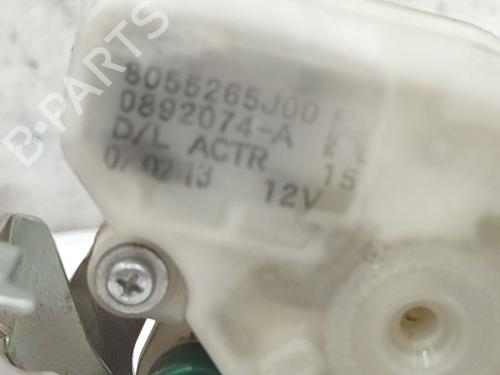 B-PARTS
8055265J00
0892074-A
D/L ACTR
07 02 13 12V
15